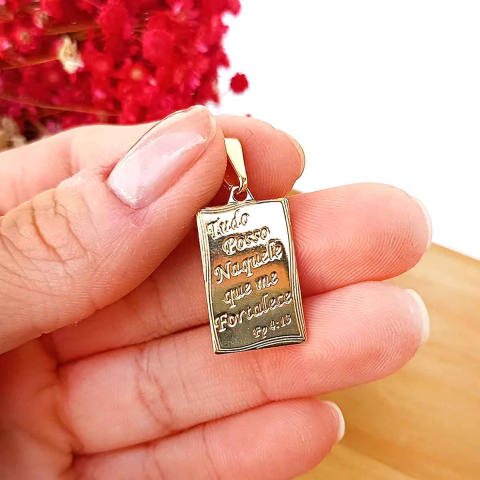 Tudo
Posso
Naquele
que me
Fortalece
Fp 4:13